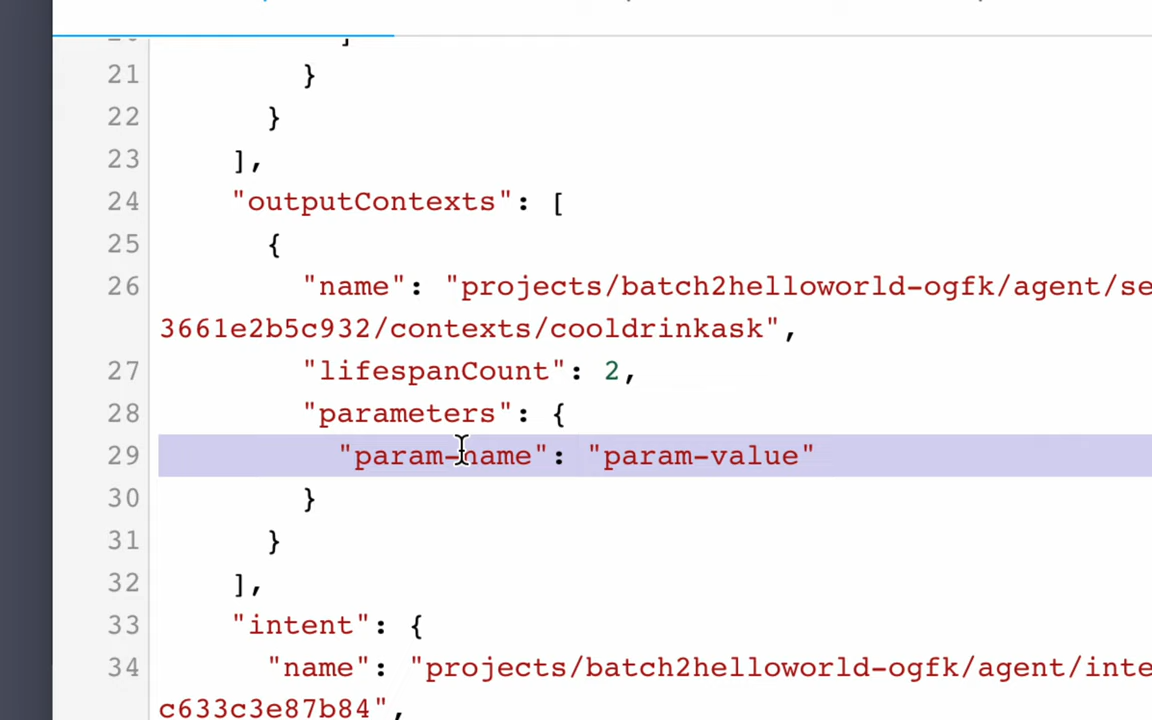 ]
21 }
22 }
23 ],
24 "outputContexts": [
25 {
26 "name": "projects/batch2helloworld-ogfk/agent/se
3661e2b5c932/contexts/cooldrinkask",
27 "lifespanCount": 2,
28 "parameters": {
29 "param-name": "param-value"
30 }
31 }
32 ],
33 "intent": {
34 "name": "projects/batch2helloworld-ogfk/agent/inte
c633c3e87b84",